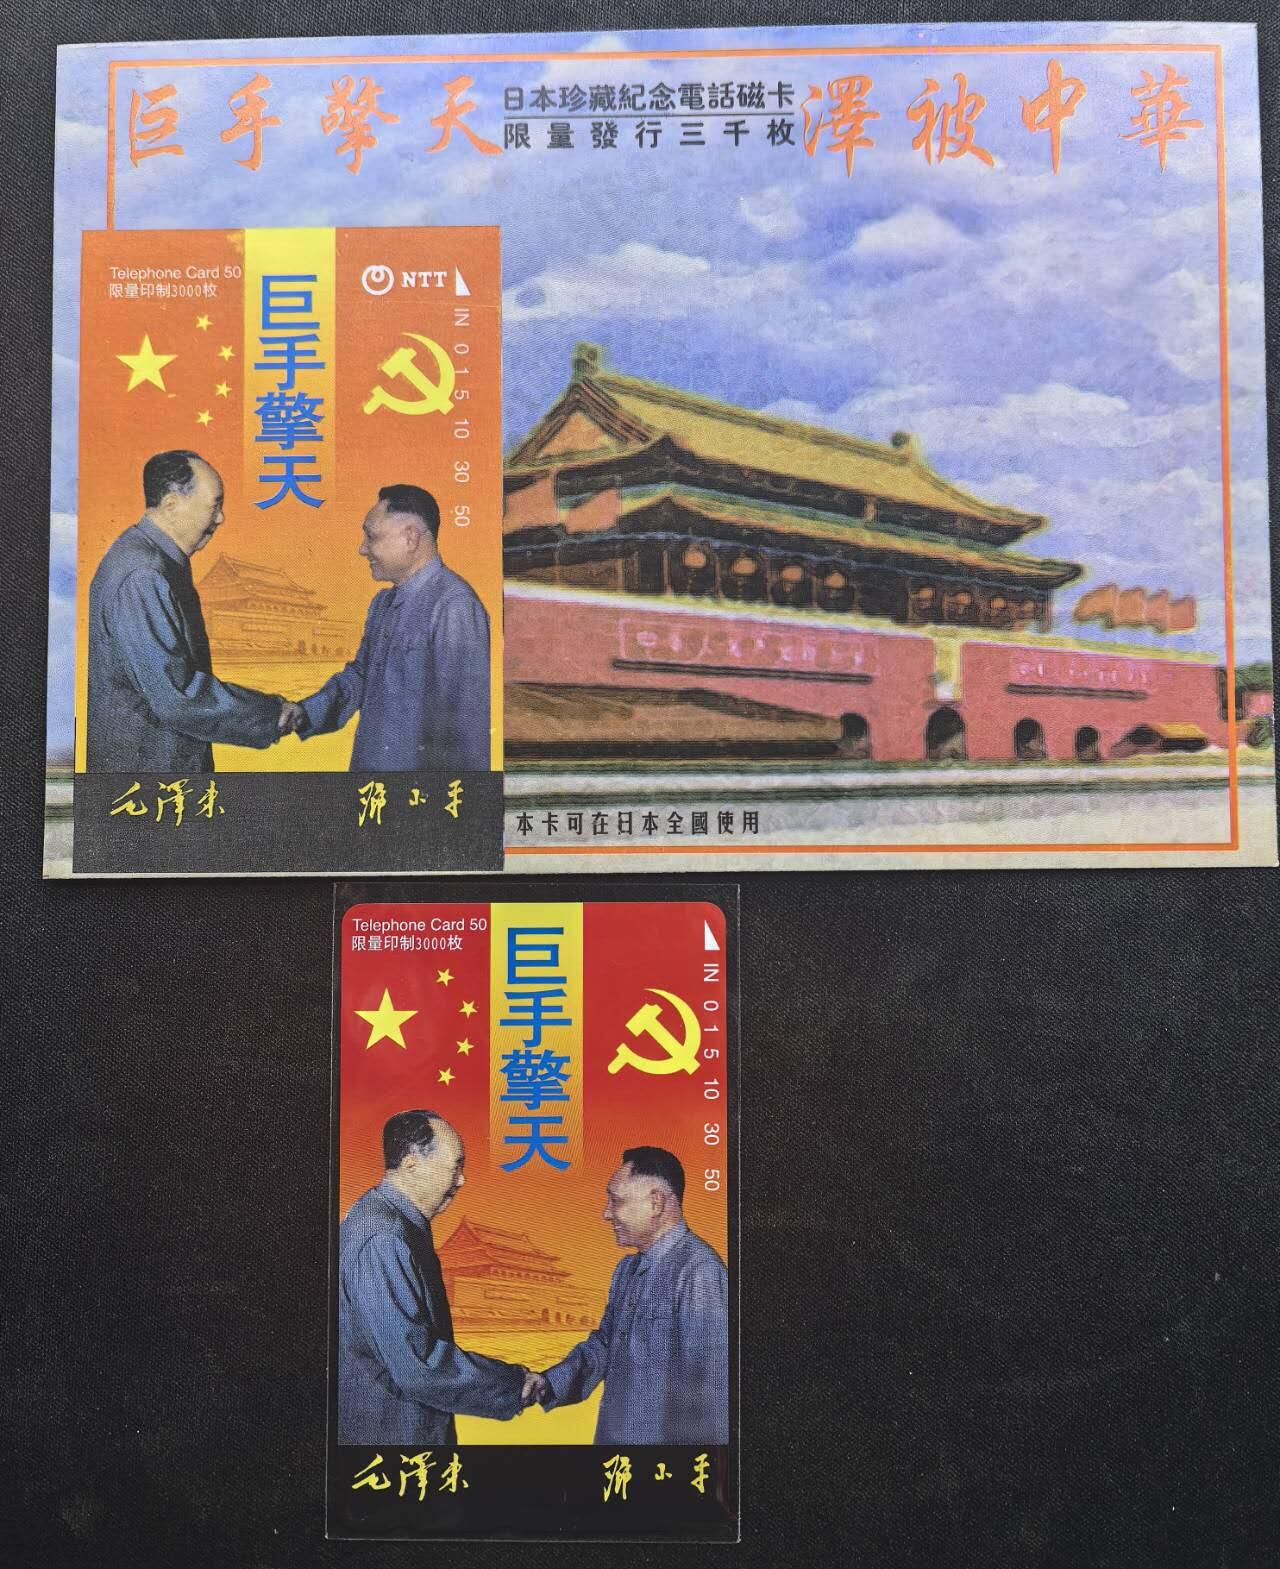 巨手擎天
日本珍藏紀念電話磁卡
限量發行三千枚
澤被中華
Telephone Card 50
限量印制3000枚
NTT
IN 0 1 5 10 30 50
巨手擎天
毛澤東
鄧小平
本卡可在日本全國使用
Telephone Card 50
限量印制3000枚
IN 0 1 5 10 30 50
巨手擎天
毛澤東
鄧小平